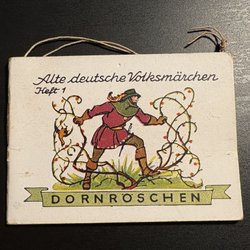 Alte deutsche Volksmärchen
Heft 1
DORNRÖSCHEN